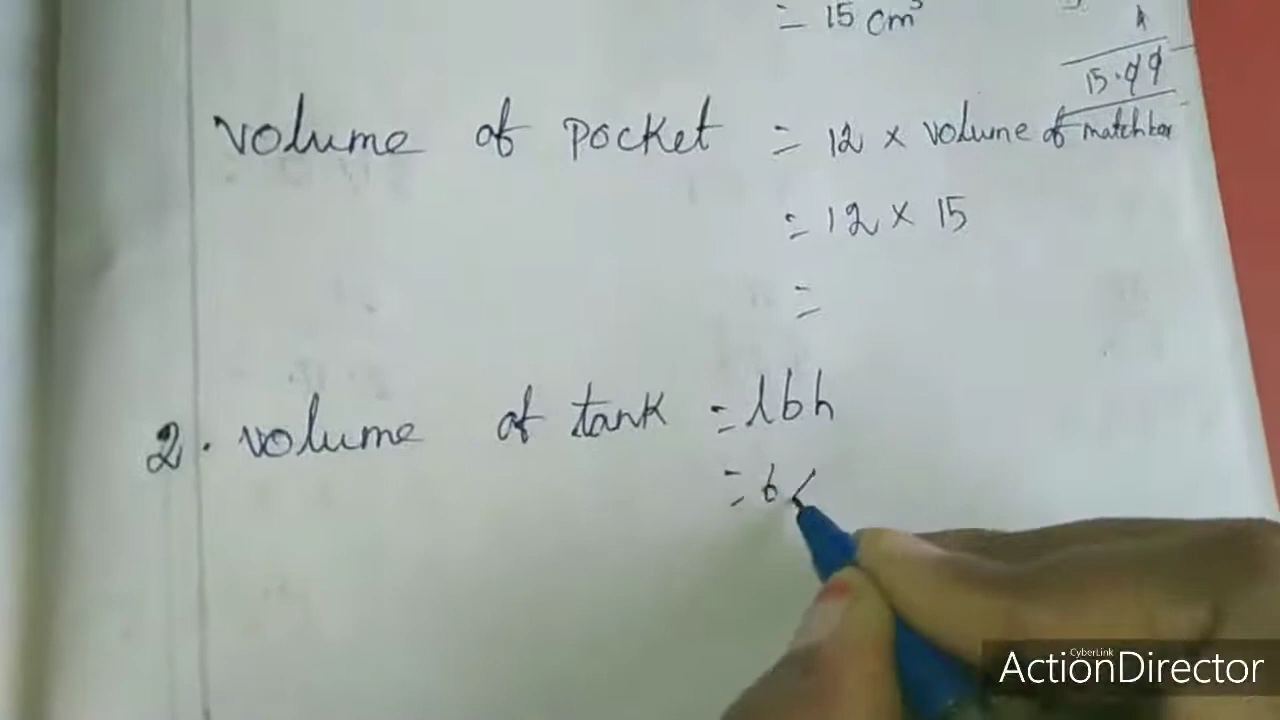 = 15 cm³
15.99
volume of pocket = 12 × volume of matchbox
= 12 × 15
=
2. volume of tank = lbh
= 6
CyberLink
ActionDirector